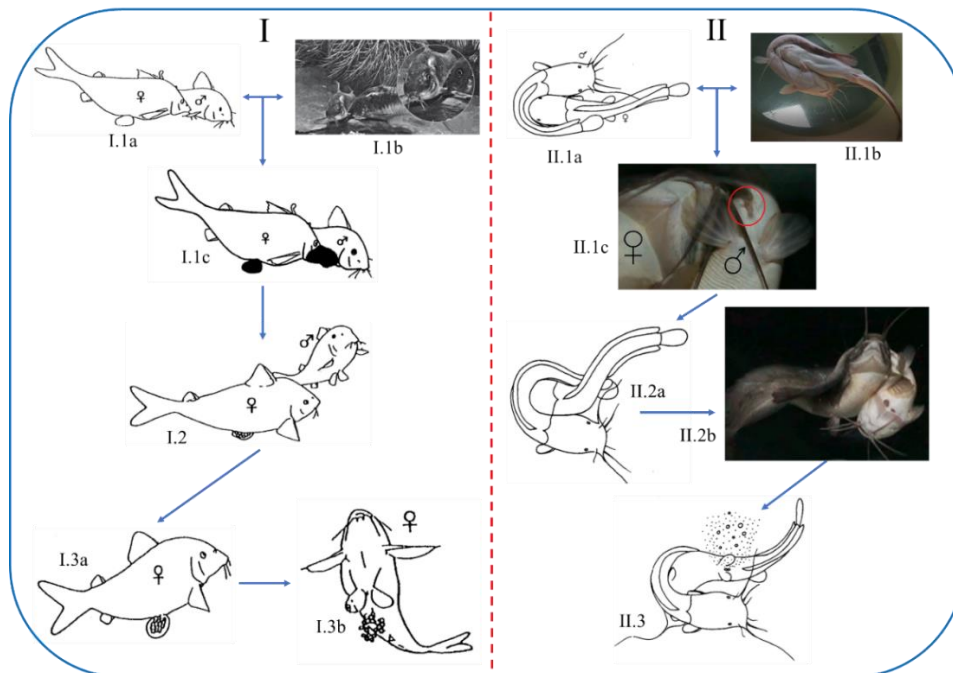 I
♀
♂
I.1a
I.1b
♀
♂
I.1c
♂
♀
I.2
I.3a
♀
♀
I.3b
II
♂
♀
II.1a
II.1b
II.1c
♀
♂
II.2a
II.2b
II.3